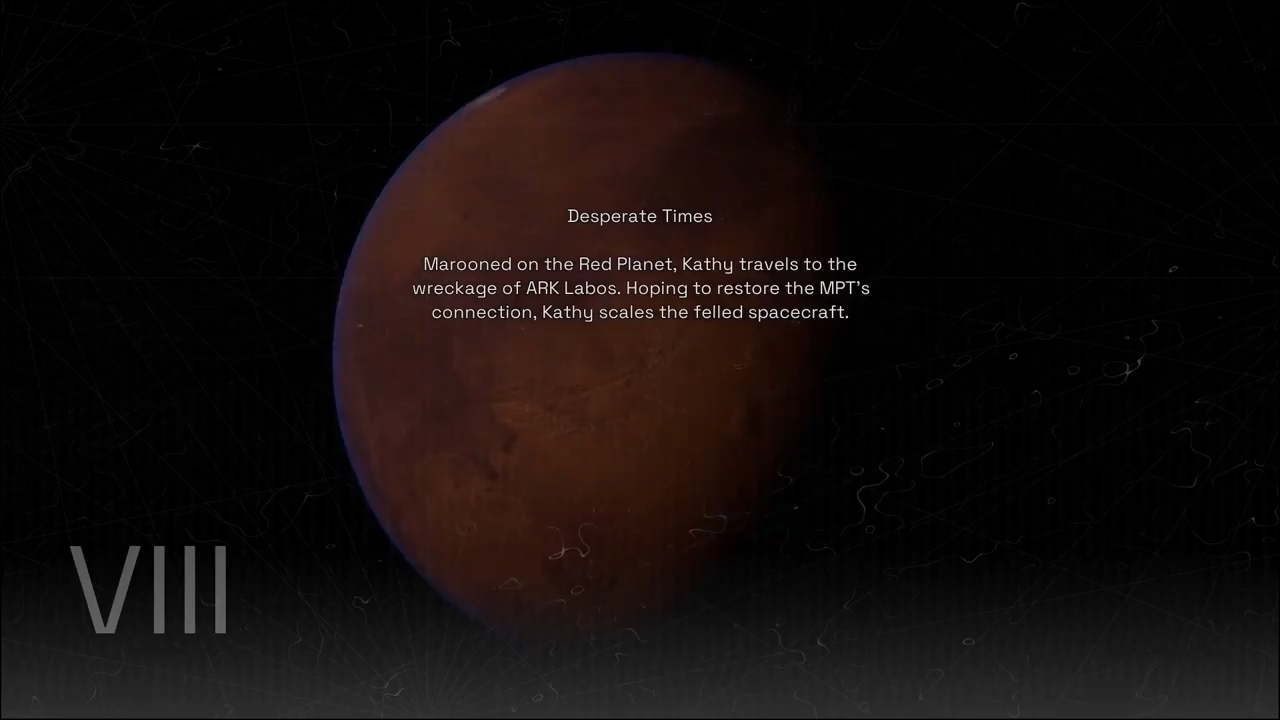 Desperate Times
Marooned on the Red Planet, Kathy travels to the
wreckage of ARK Labos. Hoping to restore the MPT's
connection, Kathy scales the felled spacecraft.
VIII